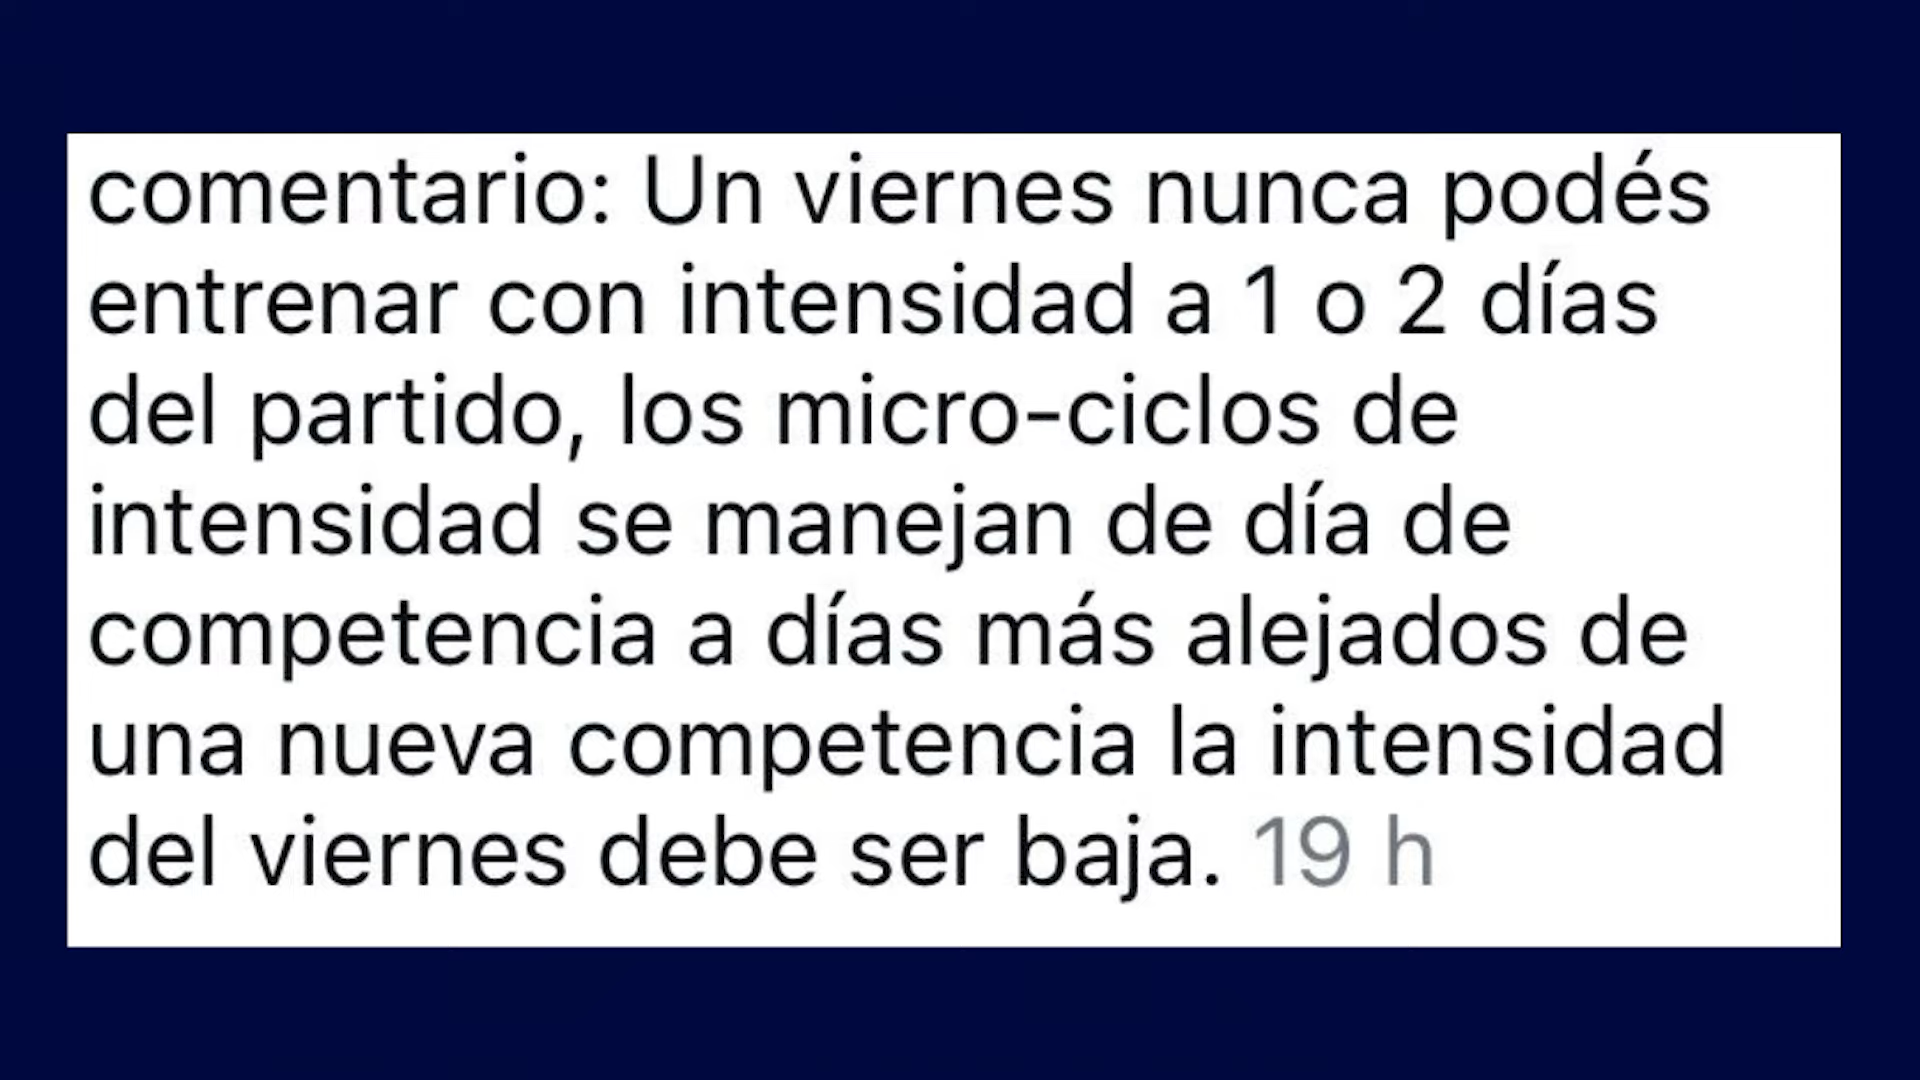 comentario: Un viernes nunca podés
entrenar con intensidad a 1 o 2 días
del partido, los micro-ciclos de
intensidad se manejan de día de
competencia a días más alejados de
una nueva competencia la intensidad
del viernes debe ser baja. 19 h